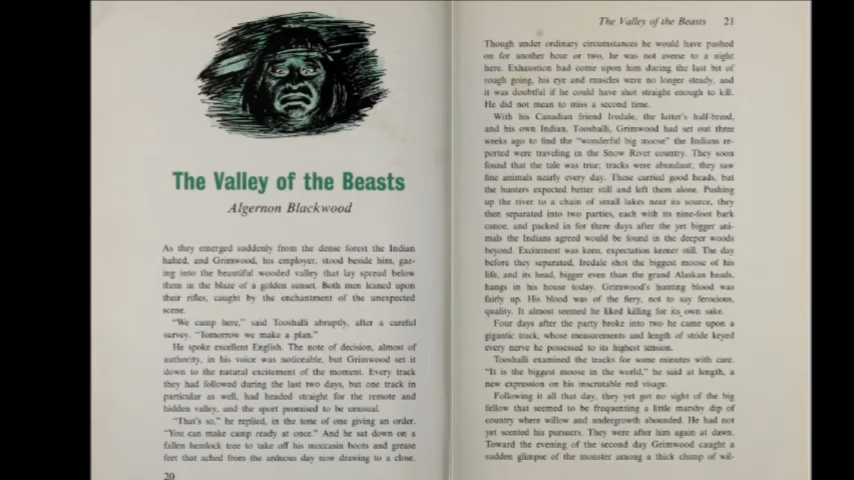 The Valley of the Beasts
Algernon Blackwood
As they emerged suddenly from the dense forest the Indian
halted, and Grimwood, his employer, stood beside him, gaz-
ing into the beautiful wooded valley that lay spread below
them in the blaze of a golden sunset. Both men leaned upon
their rifles, caught by the enchantment of the unexpected
scene.
"We camp here," said Tooshalli abruptly, after a careful
survey. "Tomorrow we make a plan."
He spoke excellent English. The note of decision, almost of
authority, in his voice was noticeable, but Grimwood set it
down to the natural excitement of the moment. Every track
they had followed during the last two days, but one track in
particular as well, had headed straight for the remote and
hidden valley, and the sport promised to be unusual.
"That's so," he replied, in the tone of one giving an order.
"You can make camp ready at once." And he sat down on a
fallen hemlock tree to take off his moccasin boots and grease
feet that ached from the arduous day now drawing to a close.
20
The Valley of the Beasts 21
Though under ordinary circumstances he would have pushed
on for another hour or two, he was not averse to a night
here. Exhaustion had come upon him during the last bit of
rough going, his eye and muscles were no longer steady, and
it was doubtful if he could have shot straight enough to kill.
He did not mean to miss a second time.
With his Canadian friend Iredale, the latter's half-breed,
and his own Indian, Tooshalli, Grimwood had set out three
weeks ago to find the "wonderful big moose" the Indians re-
ported were traveling in the Snow River country. They soon
found that the tale was true; tracks were abundant; they saw
fine animals nearly every day. These carried good heads, but
the hunters expected better still and left them alone. Pushing
up the river to a chain of small lakes near its source, they
then separated into two parties, each with its nine-foot bark
canoe, and packed in for three days after the yet bigger ani-
mals the Indians agreed would be found in the deeper woods
beyond. Excitement was keen, expectation keener still. The day
before they separated, Iredale shot the biggest moose of his
life, and its head, bigger even than the grand Alaskan heads,
hangs in his house today. Grimwood's hunting blood was
fairly up. His blood was of the fiery, not to say ferocious,
quality. It almost seemed he liked killing for its own sake.
Four days after the party broke into two he came upon a
gigantic track, whose measurements and length of stride keyed
every nerve he possessed to its highest tension.
Tooshalli examined the tracks for some minutes with care.
"It is the biggest moose in the world," he said at length, a
new expression on his inscrutable red visage.
Following it all that day, they yet got no sight of the big
fellow that seemed to be frequenting a little marshy dip of
country where willow and undergrowth abounded. He had not
yet scented his pursuers. They were after him again at dawn.
Toward the evening of the second day Grimwood caught a
sudden glimpse of the monster among a thick clump of wil-